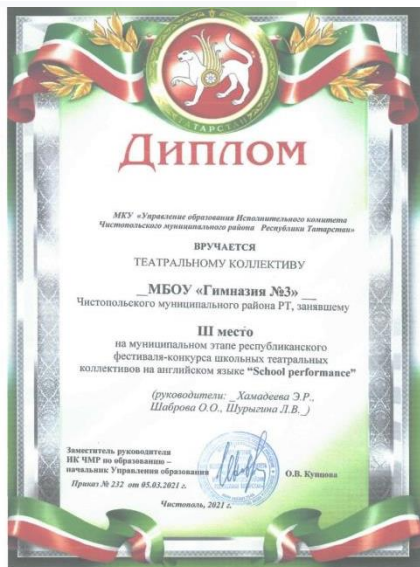 ТАТАРСТАН
Диплом
МКУ «Управление образования Исполнительного комитета
Чистопольского муниципального района Республики Татарстан»
ВРУЧАЕТСЯ
ТЕАТРАЛЬНОМУ КОЛЛЕКТИВУ
__МБОУ «Гимназия №3» __
Чистопольского муниципального района РТ, занявшему
III место
на муниципальном этапе республиканского
фестиваля-конкурса школьных театральных
коллективов на английском языке “School performance”
(руководители: _Хамадеева Э.Р.,
Шаброва О.О., Шурыгина Л.В._)
Заместитель руководителя
ИК ЧМР по образованию –
начальник Управления образования
О.В. Купцова
Приказ № 232 от 05.03.2021 г.
Чистополь, 2021 г.